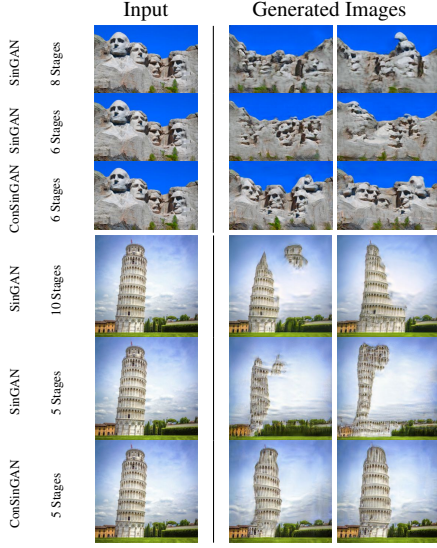 Input Generated Images
SinGAN
8 Stages
SinGAN
6 Stages
ConSinGAN
6 Stages
SinGAN
10 Stages
SinGAN
5 Stages
ConSinGAN
5 Stages